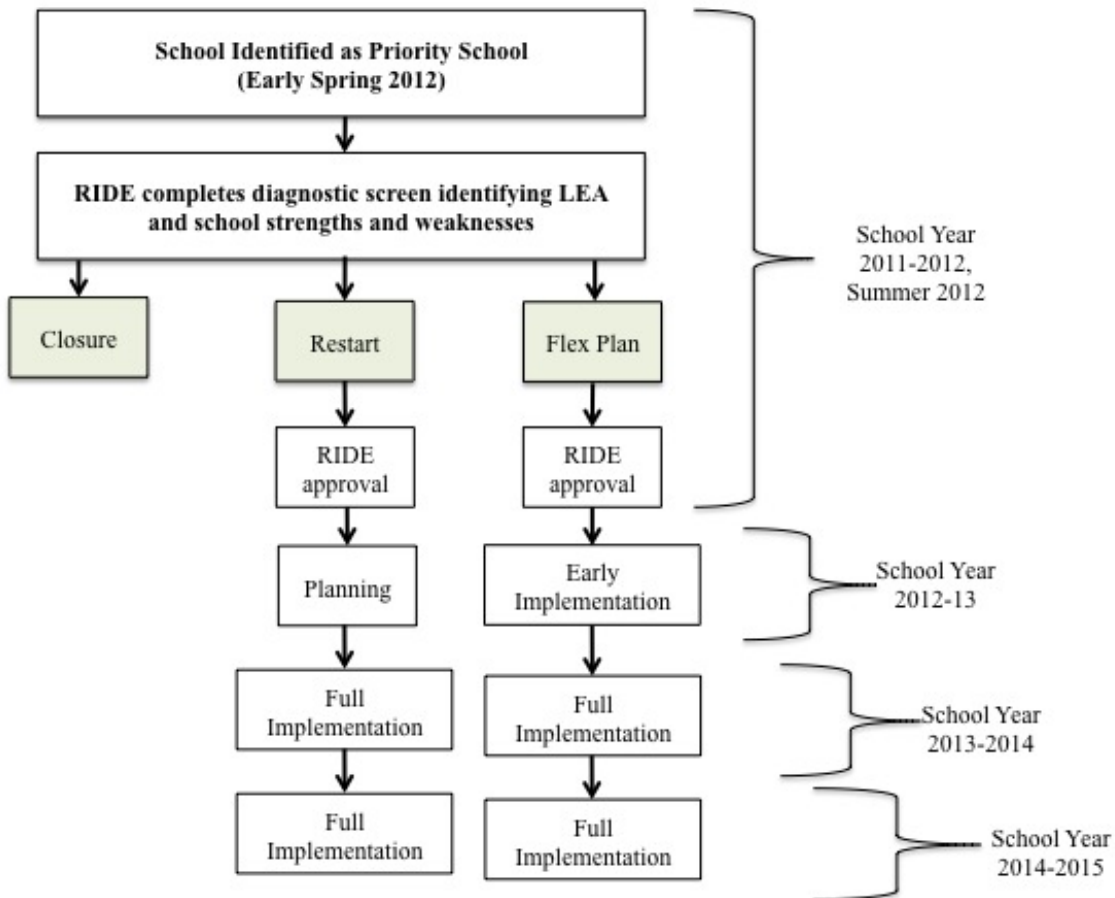 School Identified as Priority School
(Early Spring 2012)
RIDE completes diagnostic screen identifying LEA
and school strengths and weaknesses
School Year
2011-2012,
Summer 2012
Closure
Restart
Flex Plan
RIDE
approval
RIDE
approval
Planning
Early
Implementation
School Year
2012-13
Full
Implementation
Full
Implementation
School Year
2013-2014
Full
Implementation
Full
Implementation
School Year
2014-2015